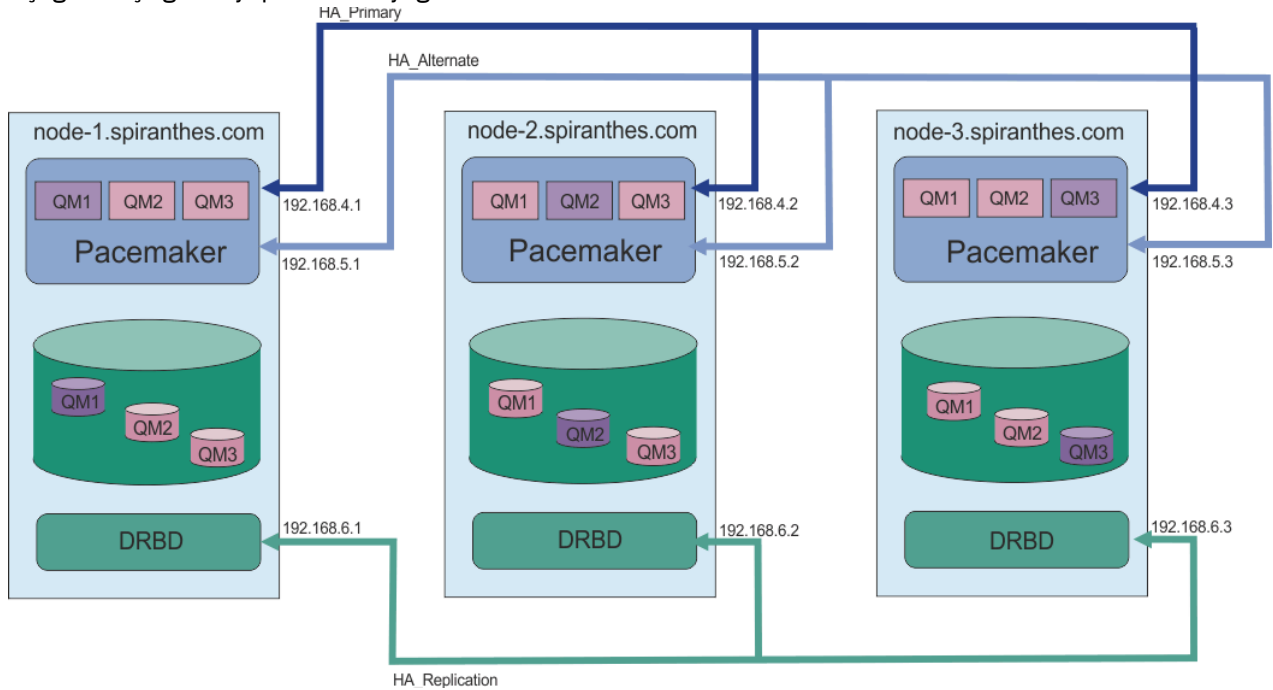 HA_Primary
HA_Alternate
node-1.spiranthes.com
QM1 QM2 QM3
Pacemaker
192.168.4.1
192.168.5.1
QM1
QM2
QM3
DRBD
192.168.6.1
node-2.spiranthes.com
QM1 QM2 QM3
Pacemaker
192.168.4.2
192.168.5.2
QM1
QM2
QM3
DRBD
192.168.6.2
node-3.spiranthes.com
QM1 QM2 QM3
Pacemaker
192.168.4.3
192.168.5.3
QM1
QM2
QM3
DRBD
192.168.6.3
HA_Replication